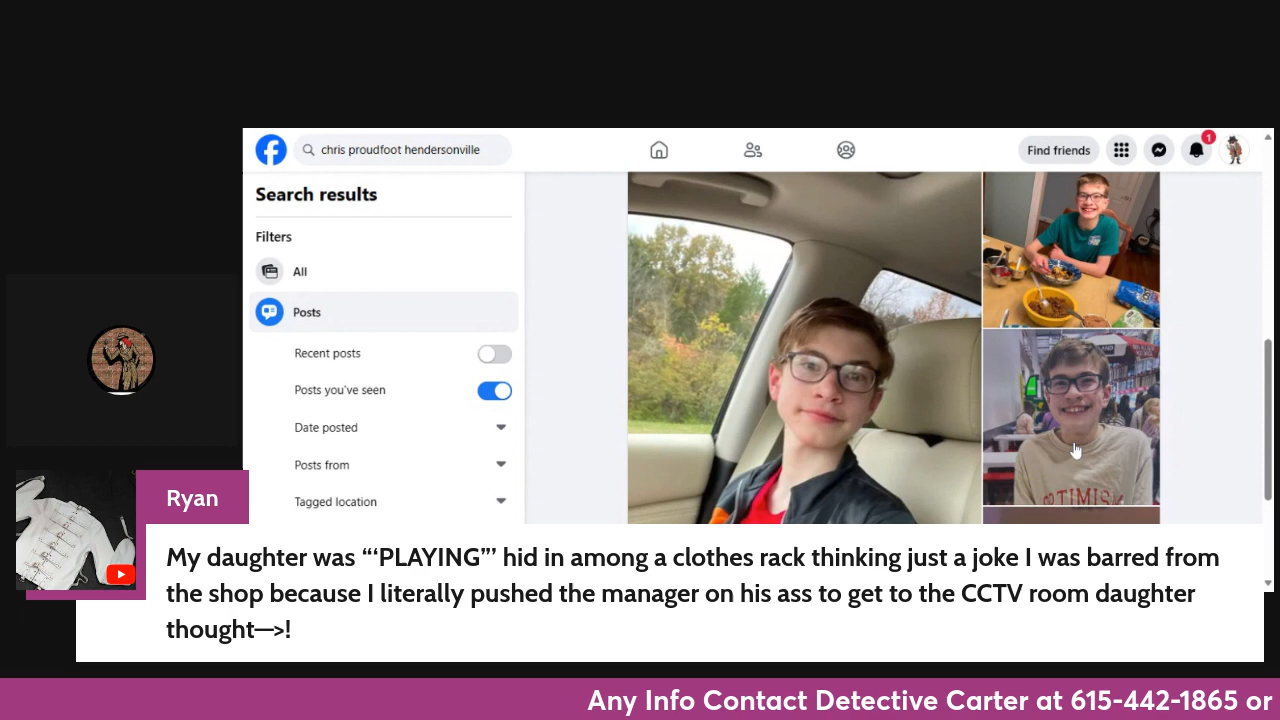 chris proudfoot hendersonville
Find friends
1
Search results
Filters
All
Posts
Recent posts
Posts you've seen
Date posted
Posts from
Tagged location
OPTIMIS
Ryan
My daughter was “‘PLAYING”’ hid in among a clothes rack thinking just a joke I was barred from
the shop because I literally pushed the manager on his ass to get to the CCTV room daughter
thought—>!
Any Info Contact Detective Carter at 615-442-1865 or